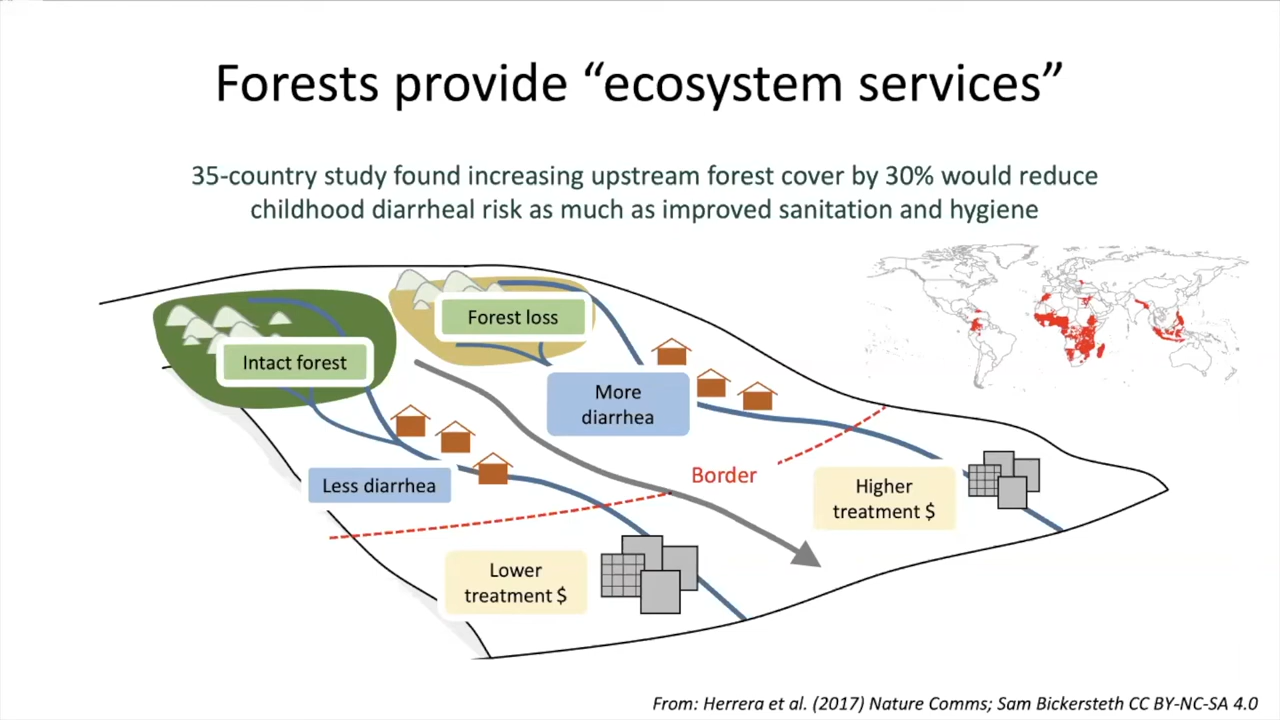 Forests provide “ecosystem services”
35-country study found increasing upstream forest cover by 30% would reduce
childhood diarrheal risk as much as improved sanitation and hygiene
Forest loss
Intact forest
More
diarrhea
Border
Less diarrhea
Higher
treatment $
Lower
treatment $
From: Herrera et al. (2017) Nature Comms; Sam Bickersteth CC BY-NC-SA 4.0